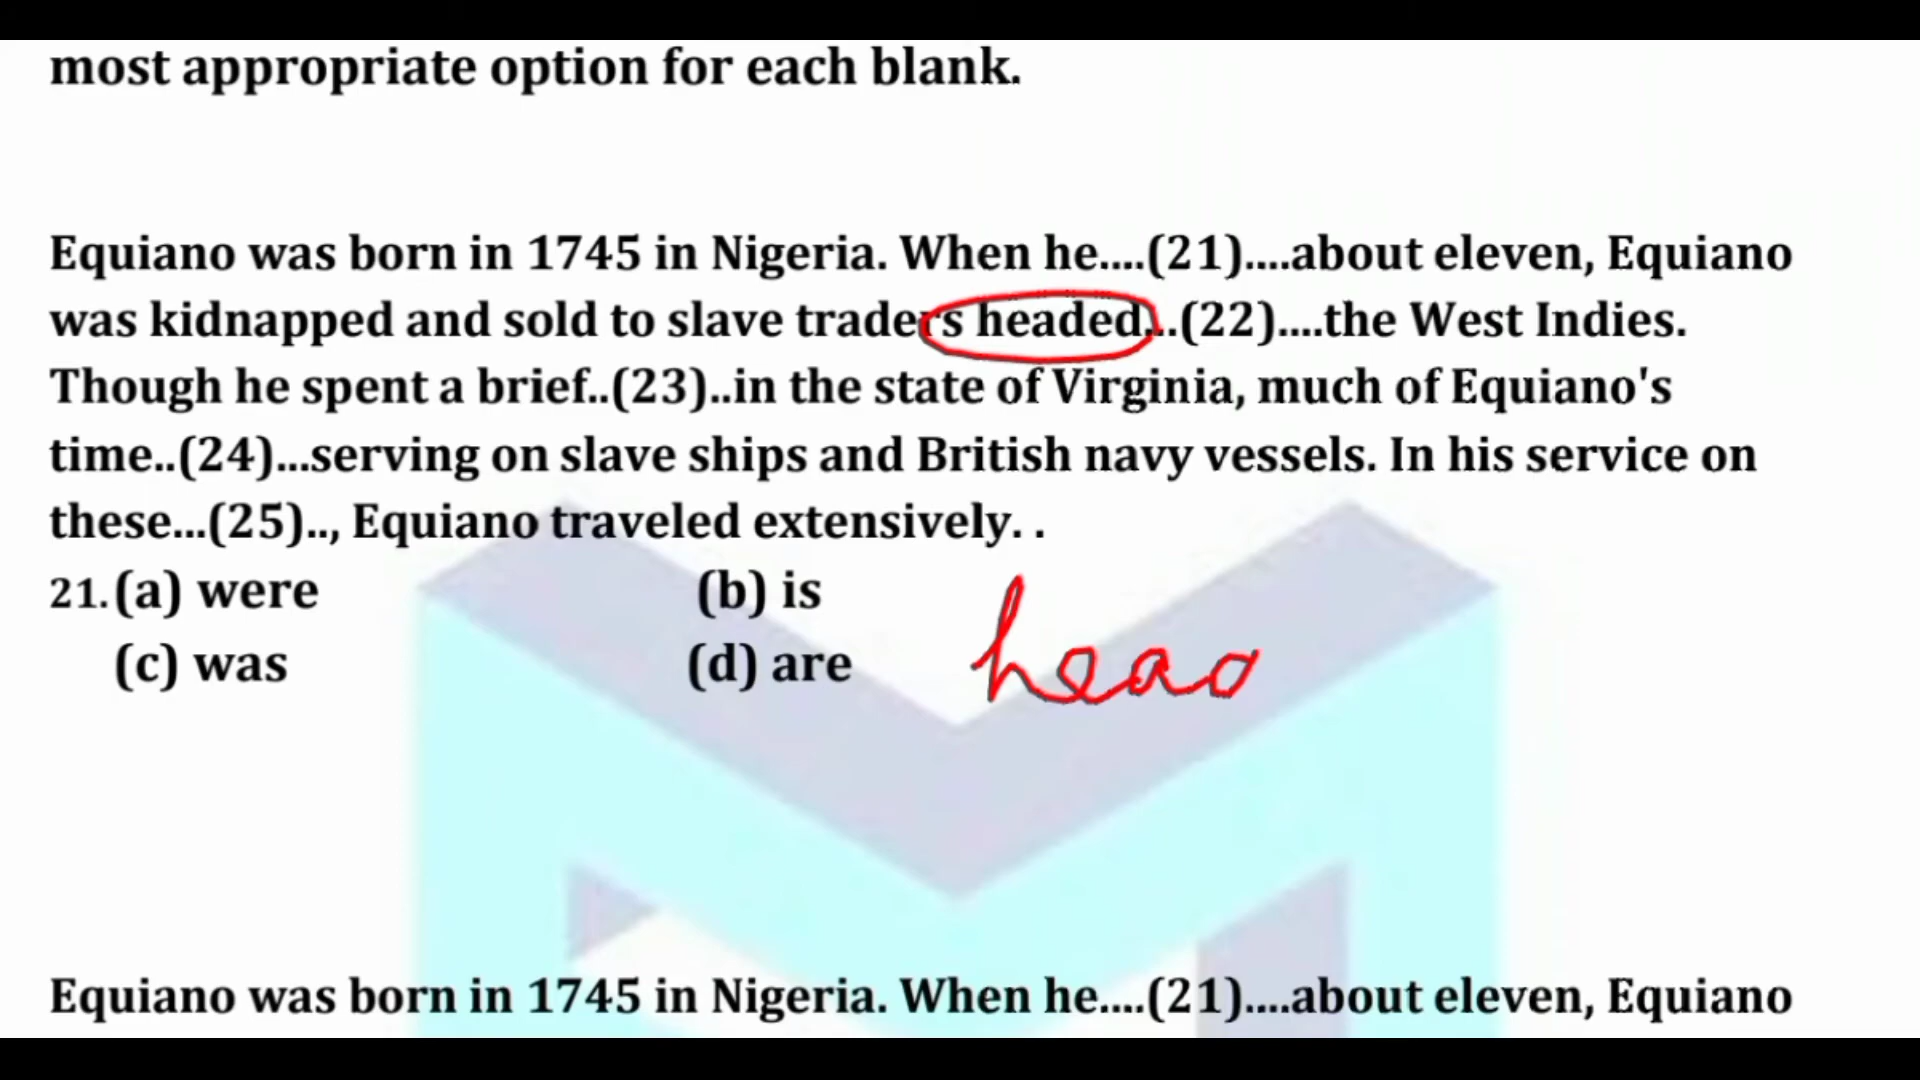 most appropriate option for each blank.
Equiano was born in 1745 in Nigeria. When he....(21)....about eleven, Equiano
was kidnapped and sold to slave traders headed...(22)....the West Indies.
Though he spent a brief..(23)..in the state of Virginia, much of Equiano's
time..(24)...serving on slave ships and British navy vessels. In his service on
these...(25).., Equiano traveled extensively. .
21.(a) were (b) is
(c) was (d) are
heao
Equiano was born in 1745 in Nigeria. When he....(21)....about eleven, Equiano